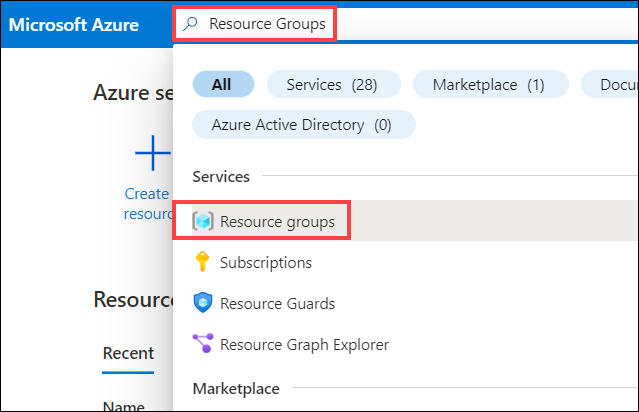 Microsoft Azure
Resource Groups
All
Services (28)
Marketplace (1)
Docu
Azure Active Directory (0)
Azure se
Create
resourc
Services
Resource groups
Subscriptions
Resource Guards
Resource Graph Explorer
Resource
Recent
Marketplace
Name